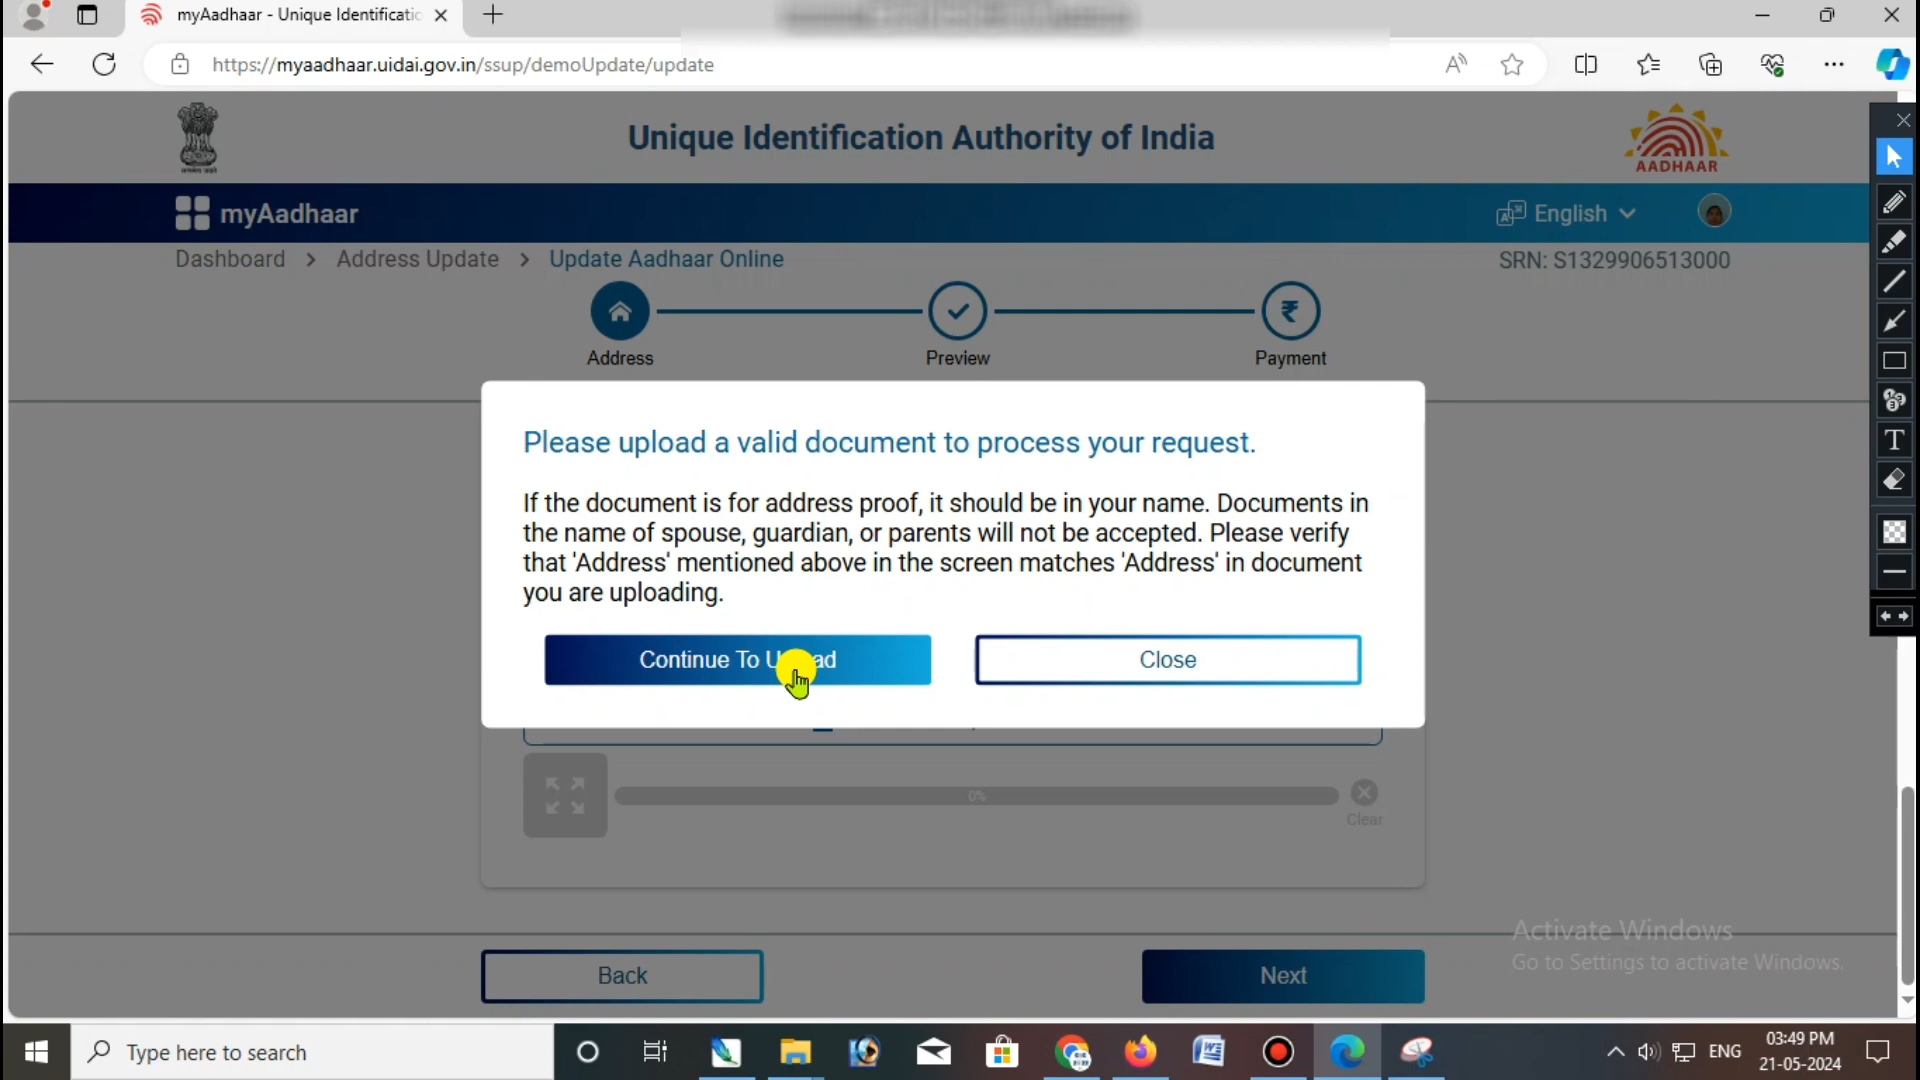 myAadhaar - Unique Identificatic
https://myaadhaar.uidai.gov.in/ssup/demoUpdate/update
Unique Identification Authority of India
AADHAAR
myAadhaar
English
Dashboard > Address Update > Update Aadhaar Online
SRN: S1329906513000
Address
Preview
Payment
Please upload a valid document to process your request.
If the document is for address proof, it should be in your name. Documents in
the name of spouse, guardian, or parents will not be accepted. Please verify
that 'Address' mentioned above in the screen matches 'Address' in document
you are uploading.
Continue To U ad
Close
0%
Clear
Back
Next
Activate Windows
Go to Settings to activate Windows.
Type here to search
ENG
03:49 PM
21-05-2024